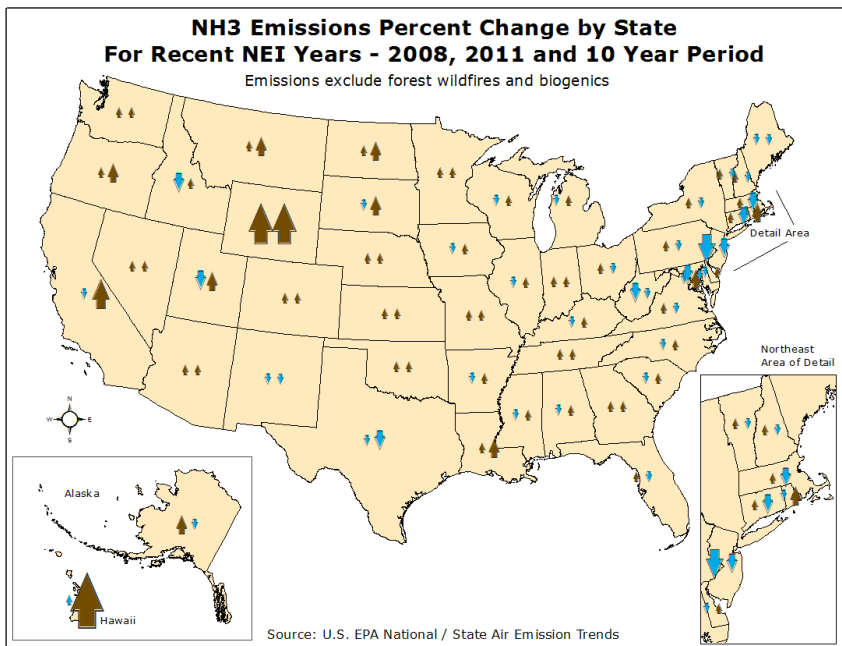 NH3 Emissions Percent Change by State
For Recent NEI Years - 2008, 2011 and 10 Year Period
Emissions exclude forest wildfires and biogenics
Detail Area
Northeast
Area of Detail
N
W E
S
Alaska
Hawaii
Source: U.S. EPA National / State Air Emission Trends